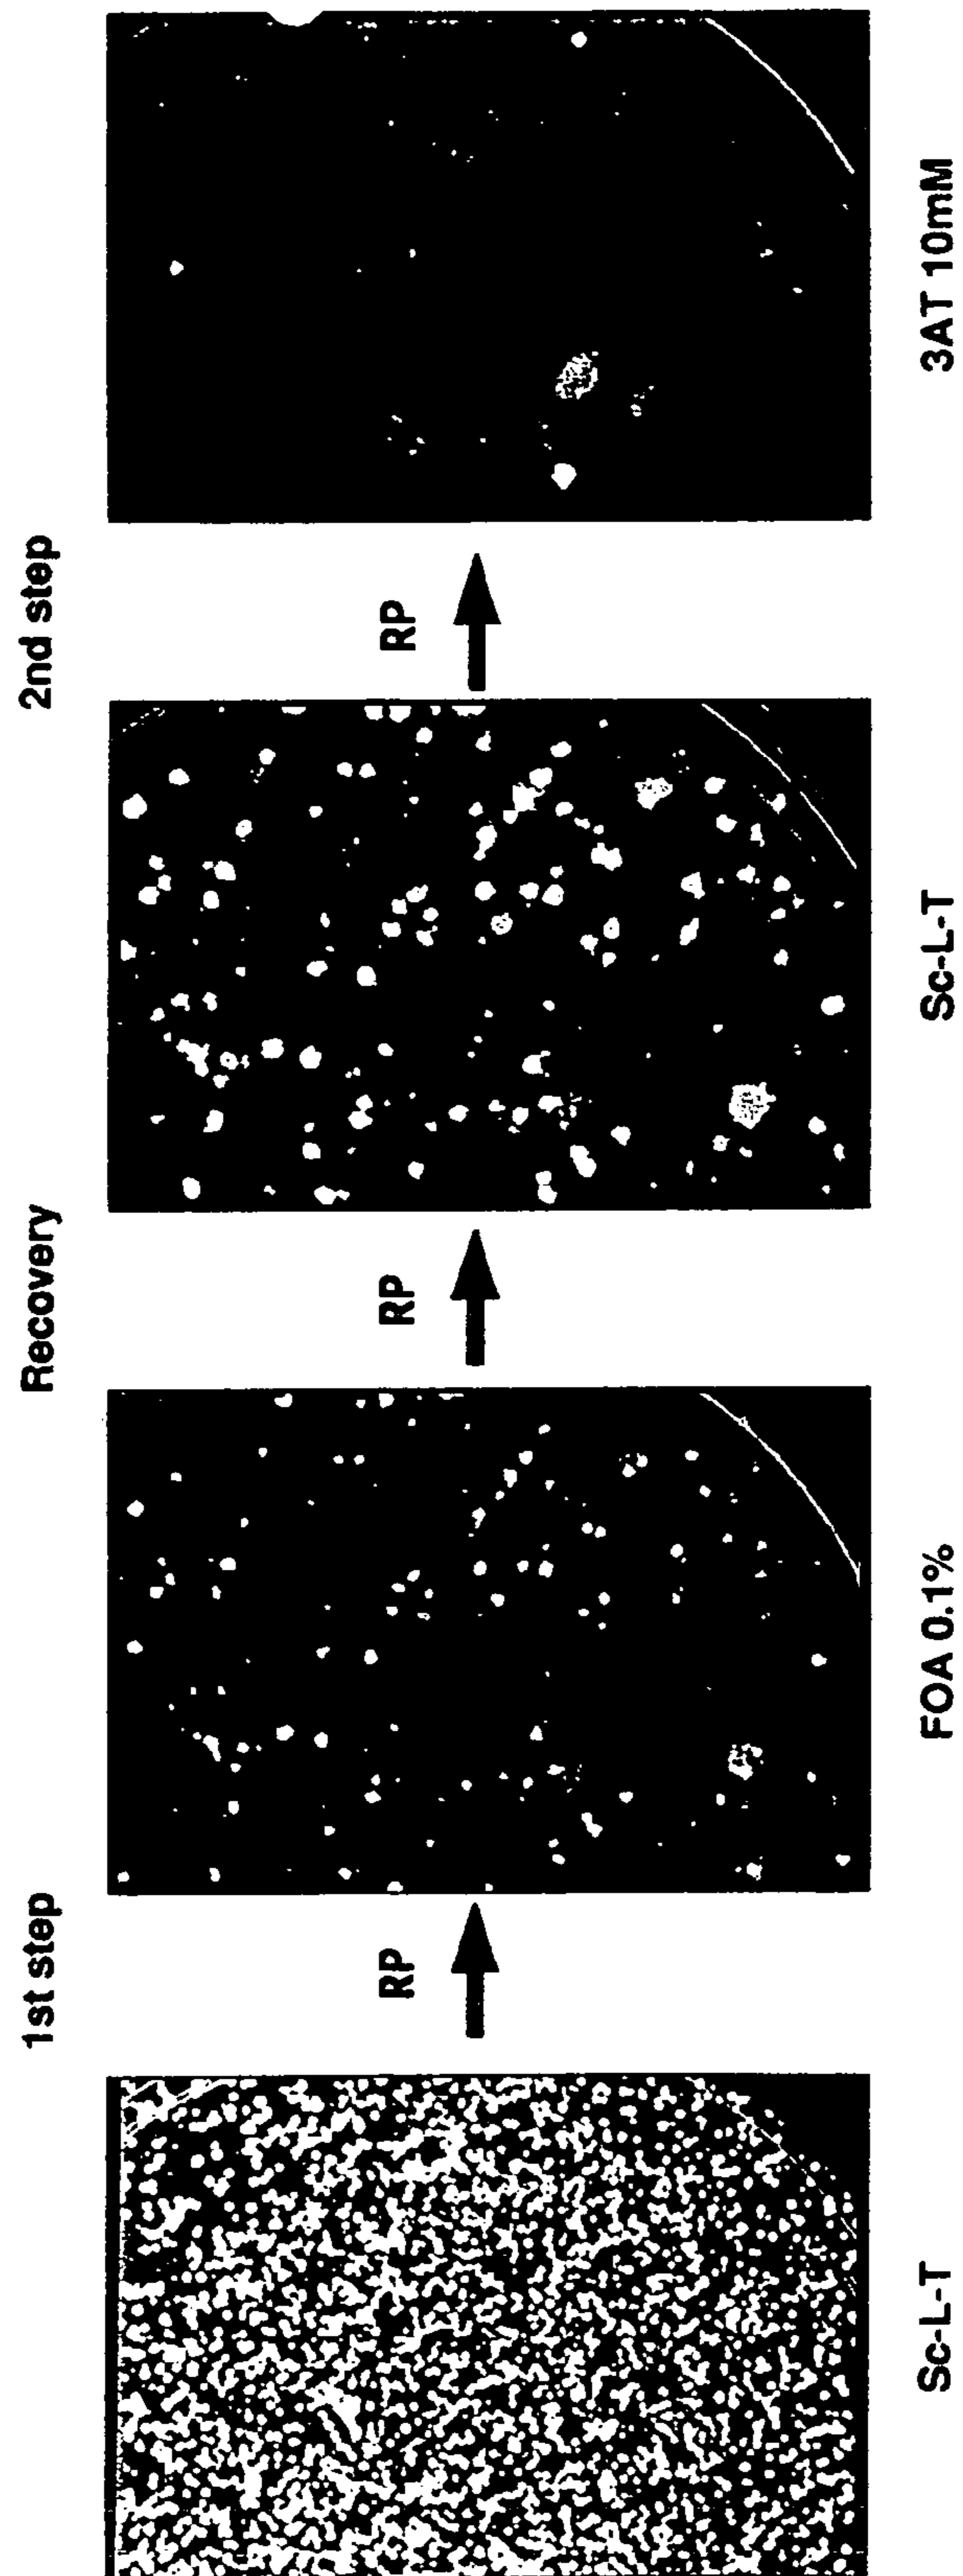 1st step
Recovery
2nd step
RP
RP
RP
Sc-L-T
FOA 0.1%
Sc-L-T
3AT 10mM